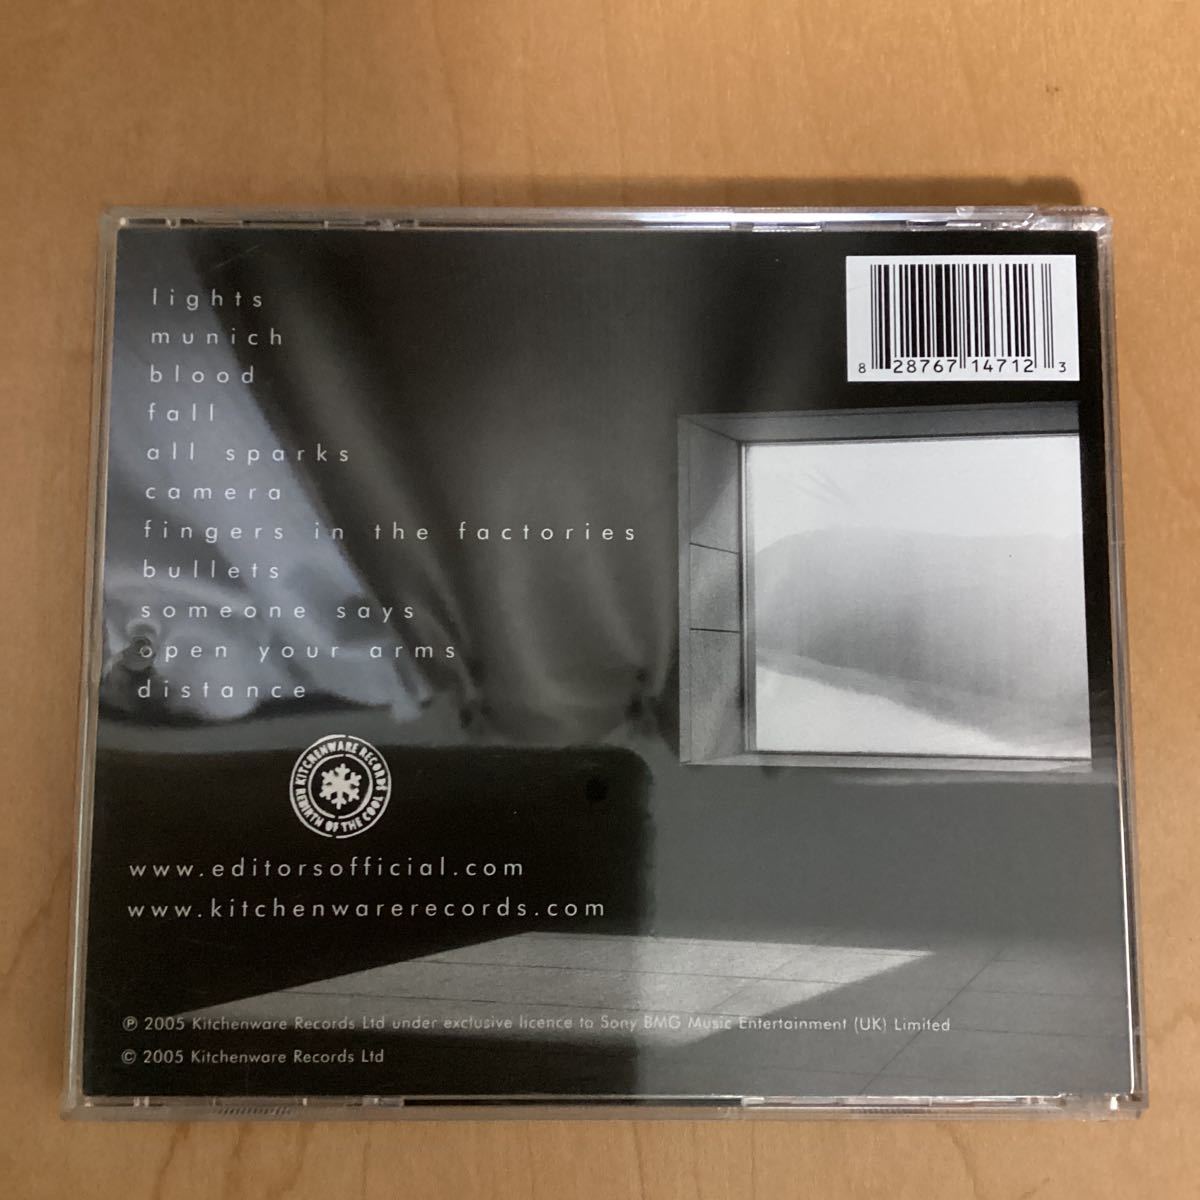 lights
munich
blood
fall
all sparks
camera
fingers in the factories
bullets
someone says
open your arms
distance
8 28767 14712 3
KITCHENWARE RECORDS
REBIRTH OF THE COOL
www.editorsofficial.com
www.kitchenwarerecords.com
℗ 2005 Kitchenware Records Ltd under exclusive licence to Sony BMG Music Entertainment (UK) Limited
© 2005 Kitchenware Records Ltd